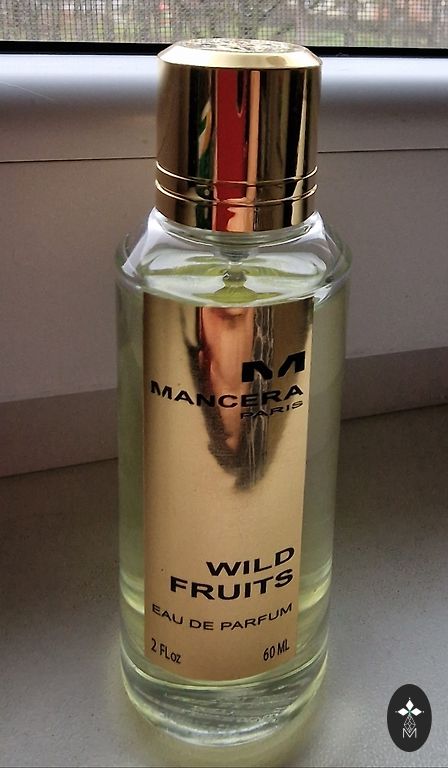 M
MANCERA
PARIS
WILD
FRUITS
EAU DE PARFUM
2 FLoz 60 ML
M